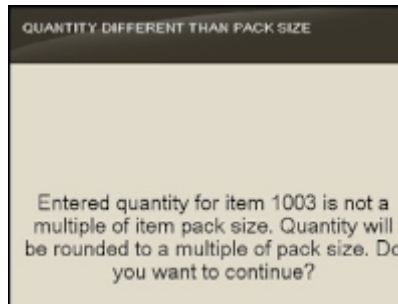 QUANTITY DIFFERENT THAN PACK SIZE
Entered quantity for item 1003 is not a
multiple of item pack size. Quantity will
be rounded to a multiple of pack size. Do
you want to continue?